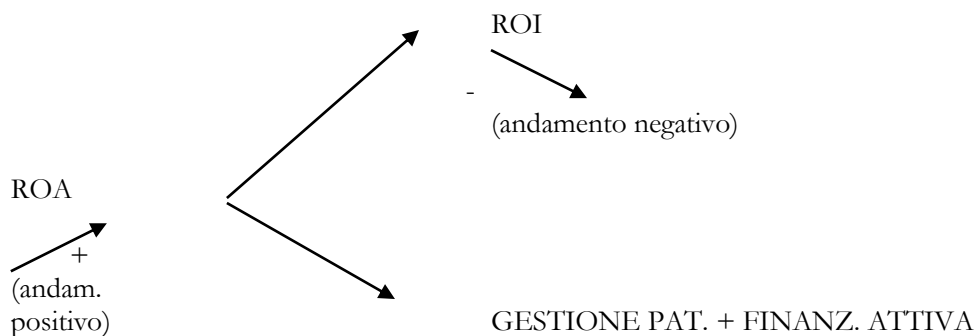 ROI
-
(andamento negativo)
ROA
+
(andam.
positivo)
GESTIONE PAT. + FINANZ. ATTIVA